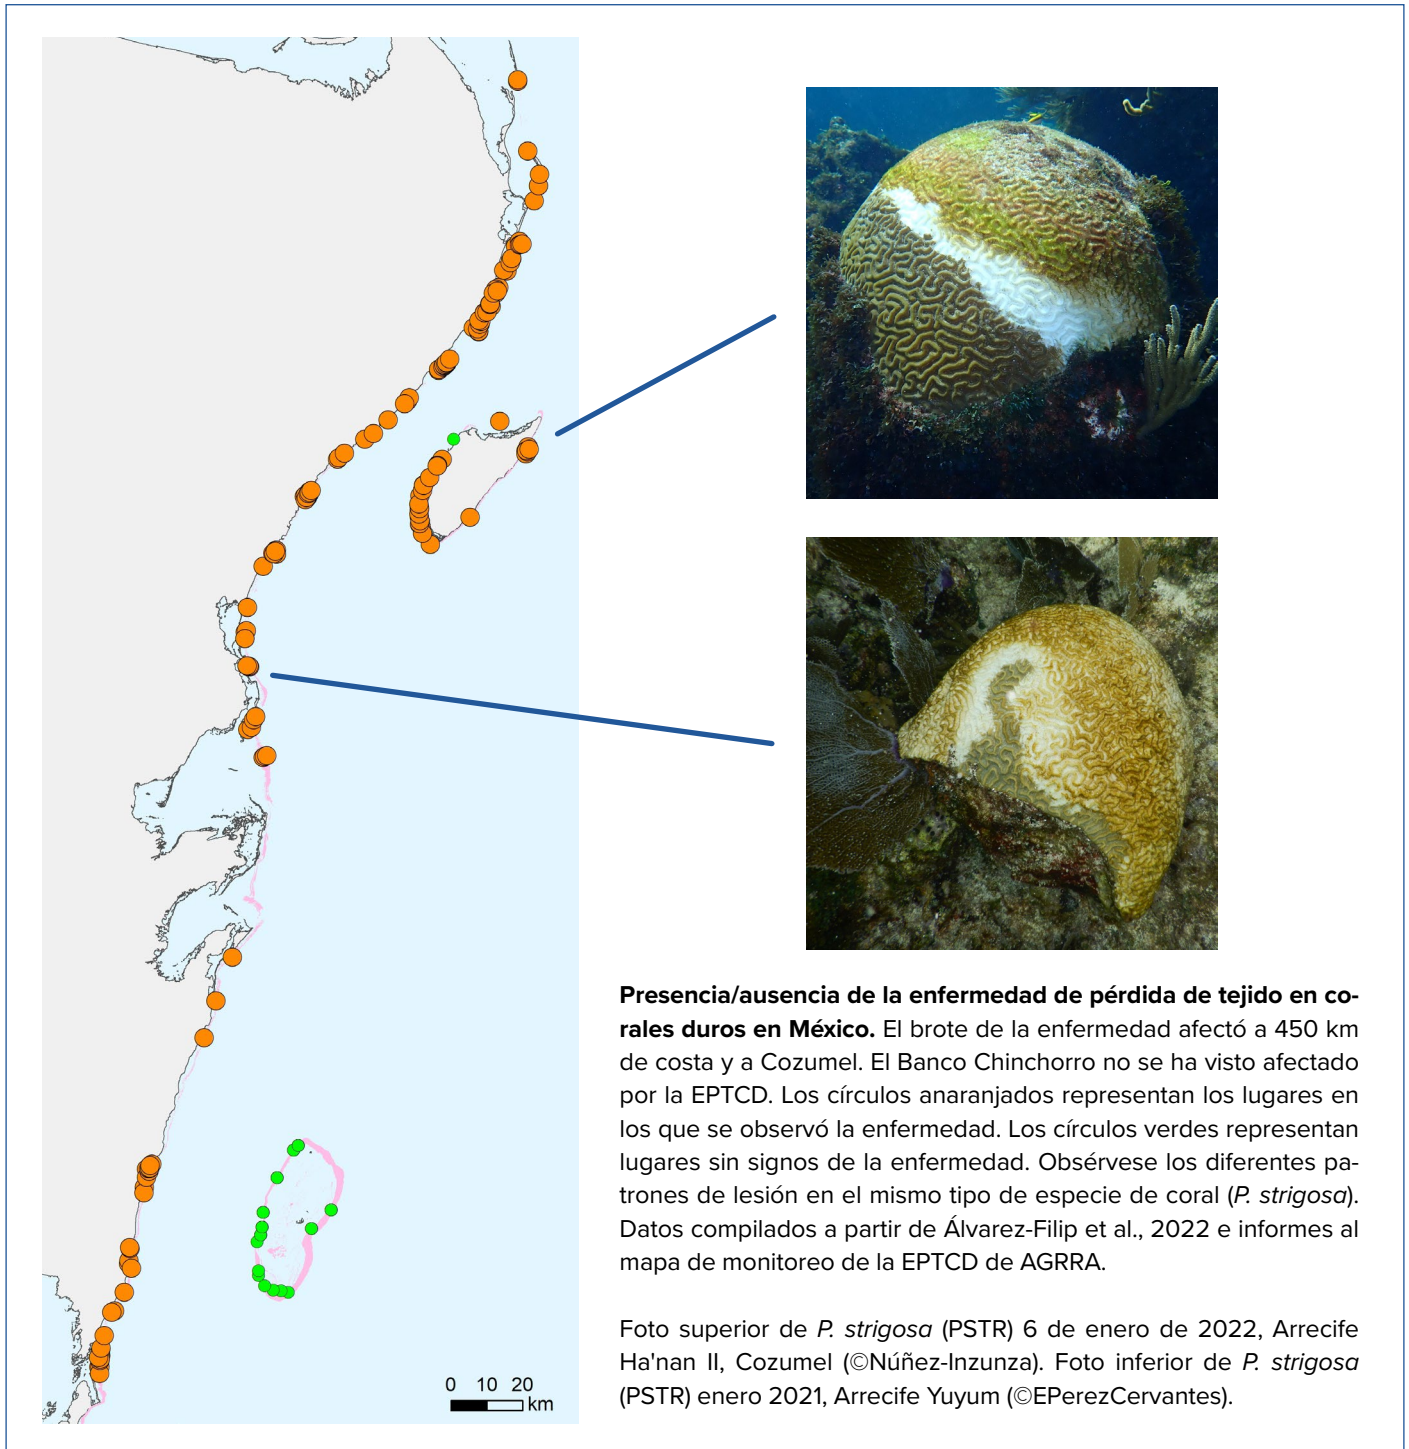 0 10 20
km
Presencia/ausencia de la enfermedad de pérdida de tejido en co-
rales duros en México. El brote de la enfermedad afectó a 450 km
de costa y a Cozumel. El Banco Chinchorro no se ha visto afectado
por la EPTCD. Los círculos anaranjados representan los lugares en
los que se observó la enfermedad. Los círculos verdes representan
lugares sin signos de la enfermedad. Obsérvese los diferentes pa-
trones de lesión en el mismo tipo de especie de coral (P. strigosa).
Datos compilados a partir de Álvarez-Filip et al., 2022 e informes al
mapa de monitoreo de la EPTCD de AGRRA.
Foto superior de P. strigosa (PSTR) 6 de enero de 2022, Arrecife
Ha'nan II, Cozumel (©Núñez-Inzunza). Foto inferior de P. strigosa
(PSTR) enero 2021, Arrecife Yuyum (©EPerezCervantes).